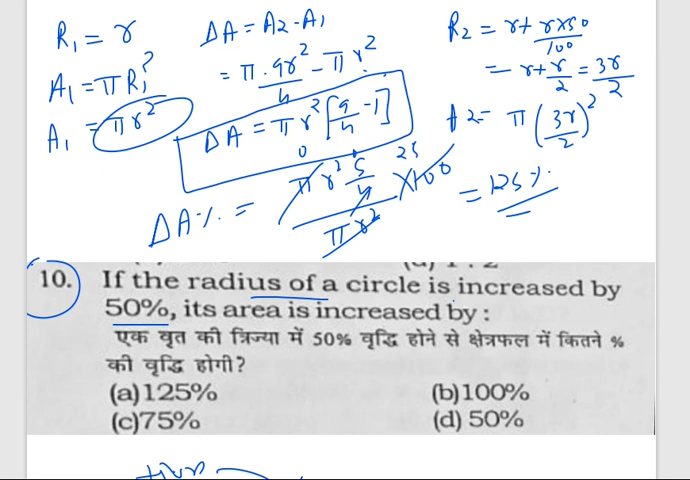 R₁ = r
A₁ = πR₁²
A₁ = πr²
ΔA = A₂ - A₁
= π · 9r²/4 - πr²
ΔA = πr² [9/4 - 1]
R₂ = r + r×50/100
= r + r/2 = 3r/2
A₂ = π (3r/2)²
ΔA% = πr² 5/4 ×100 / πr² 25
= 125%
10. If the radius of a circle is increased by
50%, its area is increased by :
एक वृत की त्रिज्या में 50% वृद्धि होने से क्षेत्रफल में कितने %
की वृद्धि होगी?
(a)125% (b)100%
(c)75% (d) 50%